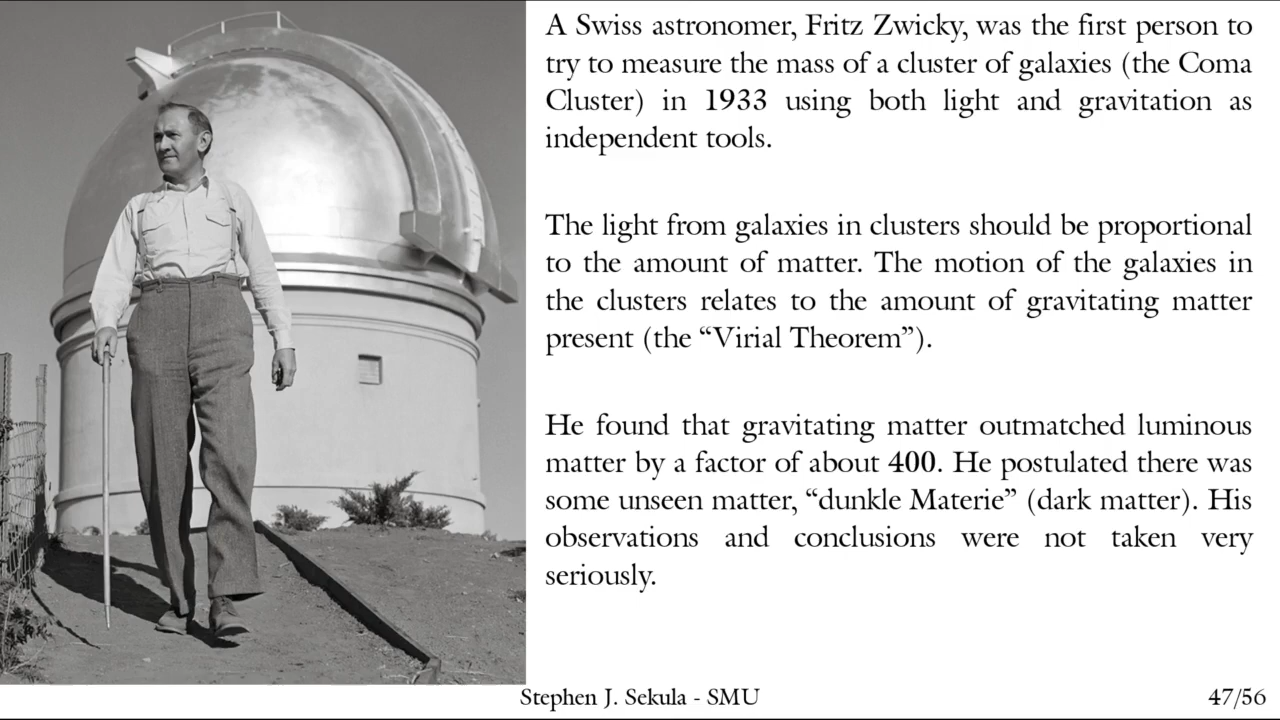 A Swiss astronomer, Fritz Zwicky, was the first person to
try to measure the mass of a cluster of galaxies (the Coma
Cluster) in 1933 using both light and gravitation as
independent tools.
The light from galaxies in clusters should be proportional
to the amount of matter. The motion of the galaxies in
the clusters relates to the amount of gravitating matter
present (the “Virial Theorem”).
He found that gravitating matter outmatched luminous
matter by a factor of about 400. He postulated there was
some unseen matter, “dunkle Materie” (dark matter). His
observations and conclusions were not taken very
seriously.
Stephen J. Sekula - SMU
47/56